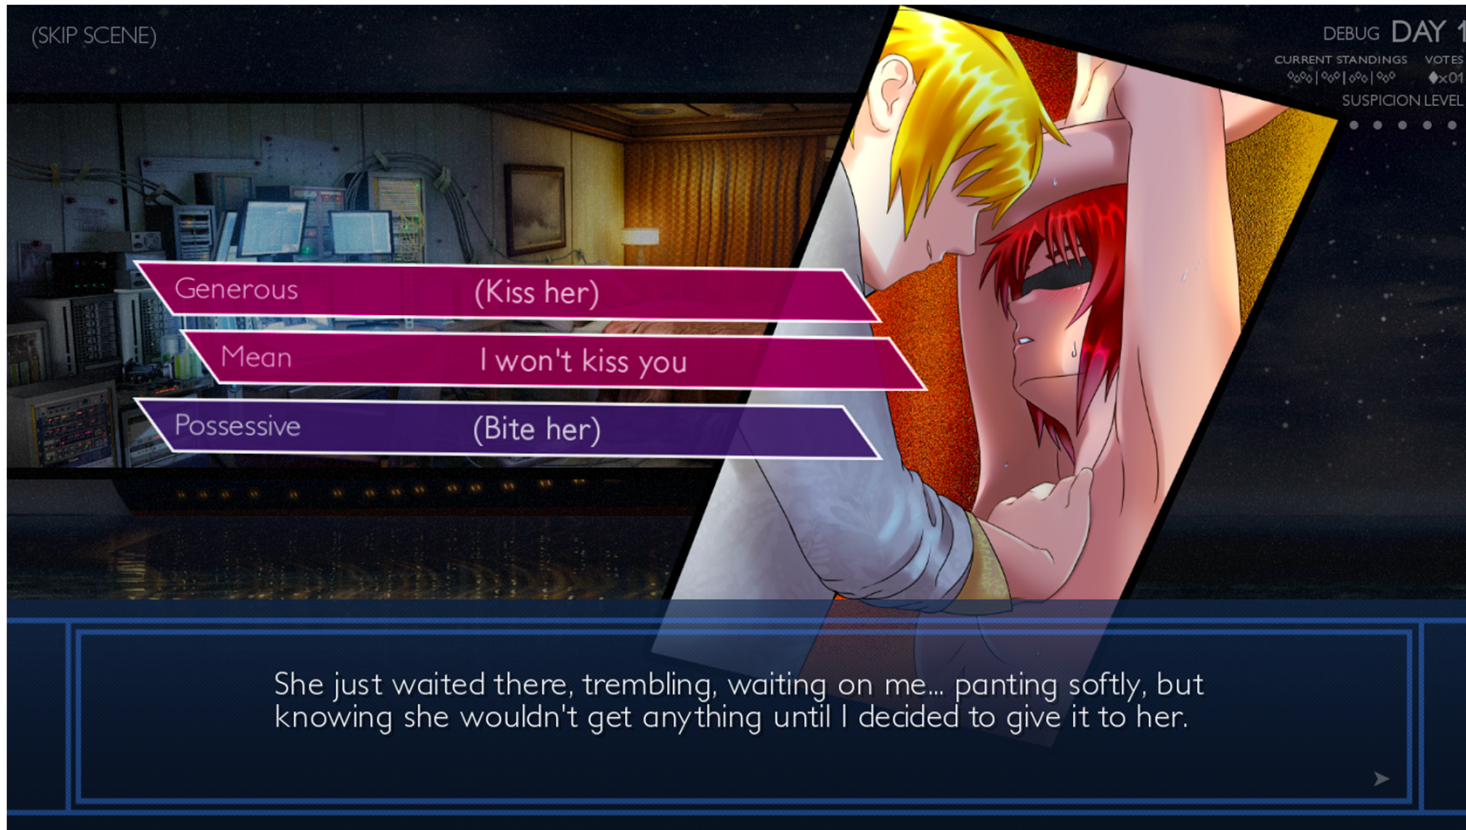 (SKIP SCENE)
DEBUG DAY 1
CURRENT STANDINGS VOTES
x01
SUSPICION LEVEL
Generous (Kiss her)
Mean I won't kiss you
Possessive (Bite her)
She just waited there, trembling, waiting on me... panting softly, but
knowing she wouldn't get anything until I decided to give it to her.